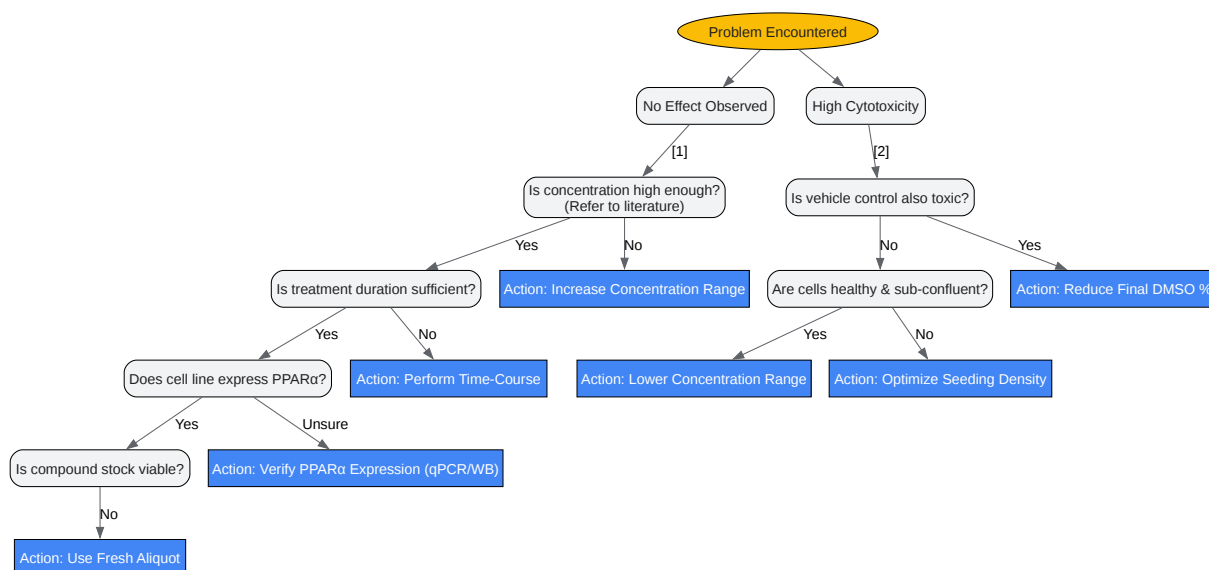 Problem Encountered
No Effect Observed
High Cytotoxicity
[1]
[2]
Is concentration high enough?
(Refer to literature)
Is vehicle control also toxic?
Yes
No
No
Yes
Is treatment duration sufficient?
Action: Increase Concentration Range
Are cells healthy & sub-confluent?
Action: Reduce Final DMSO %
Yes
No
Yes
No
Does cell line express PPARα?
Action: Perform Time-Course
Action: Lower Concentration Range
Action: Optimize Seeding Density
Yes
Unsure
Is compound stock viable?
Action: Verify PPARα Expression (qPCR/WB)
No
Action: Use Fresh Aliquot